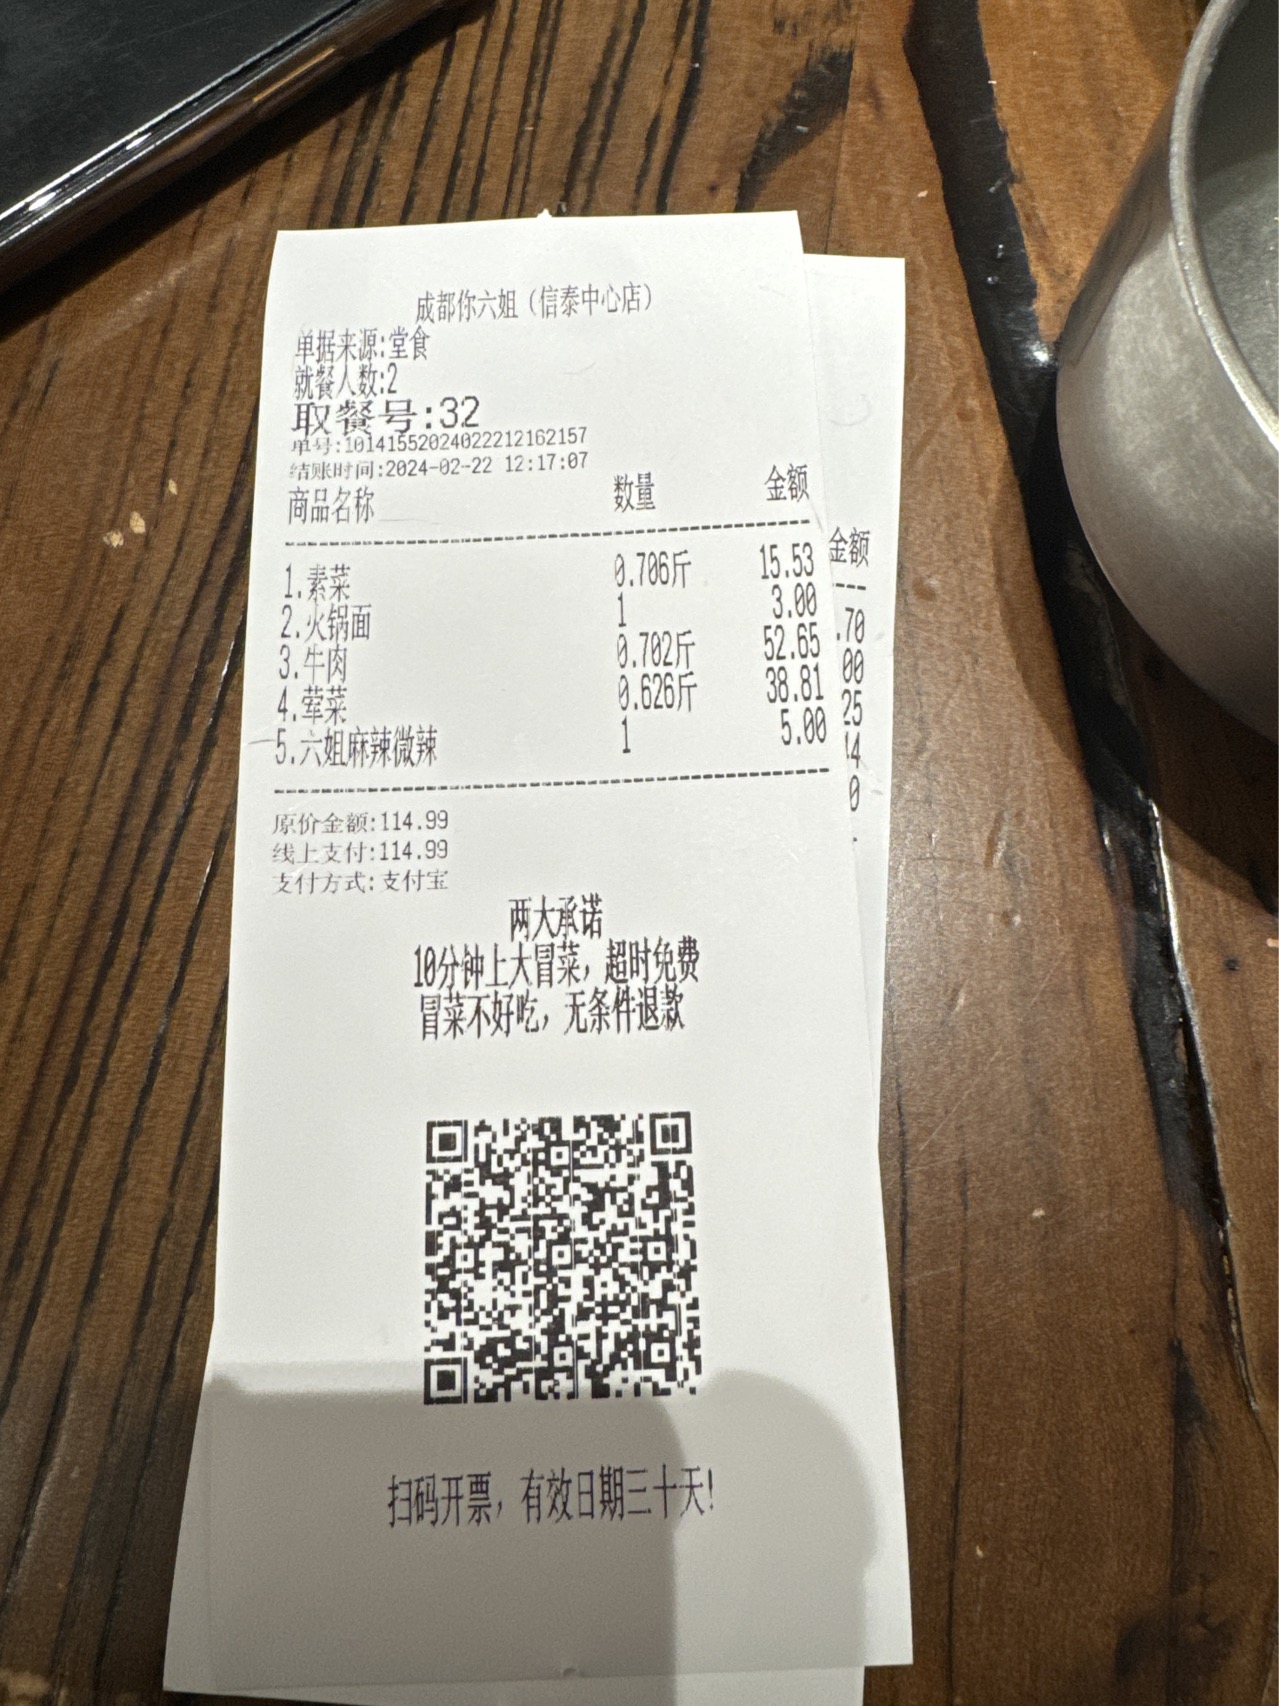 成都你六姐（信泰中心店）
单据来源:堂食
就餐人数:2
取餐号:32
单号:10141552024022212162157
结账时间:2024-02-22 12:17:07
商品名称 数量 金额
1.素菜 0.706斤 15.53
2.火锅面 1 3.00
3.牛肉 0.702斤 52.65
4.荤菜 0.626斤 38.81
5.六姐麻辣微辣 1 5.00
原价金额:114.99
线上支付:114.99
支付方式:支付宝
两大承诺
10分钟上大冒菜，超时免费
冒菜不好吃，无条件退款
扫码开票，有效日期三十天!
金额
.70
00
25